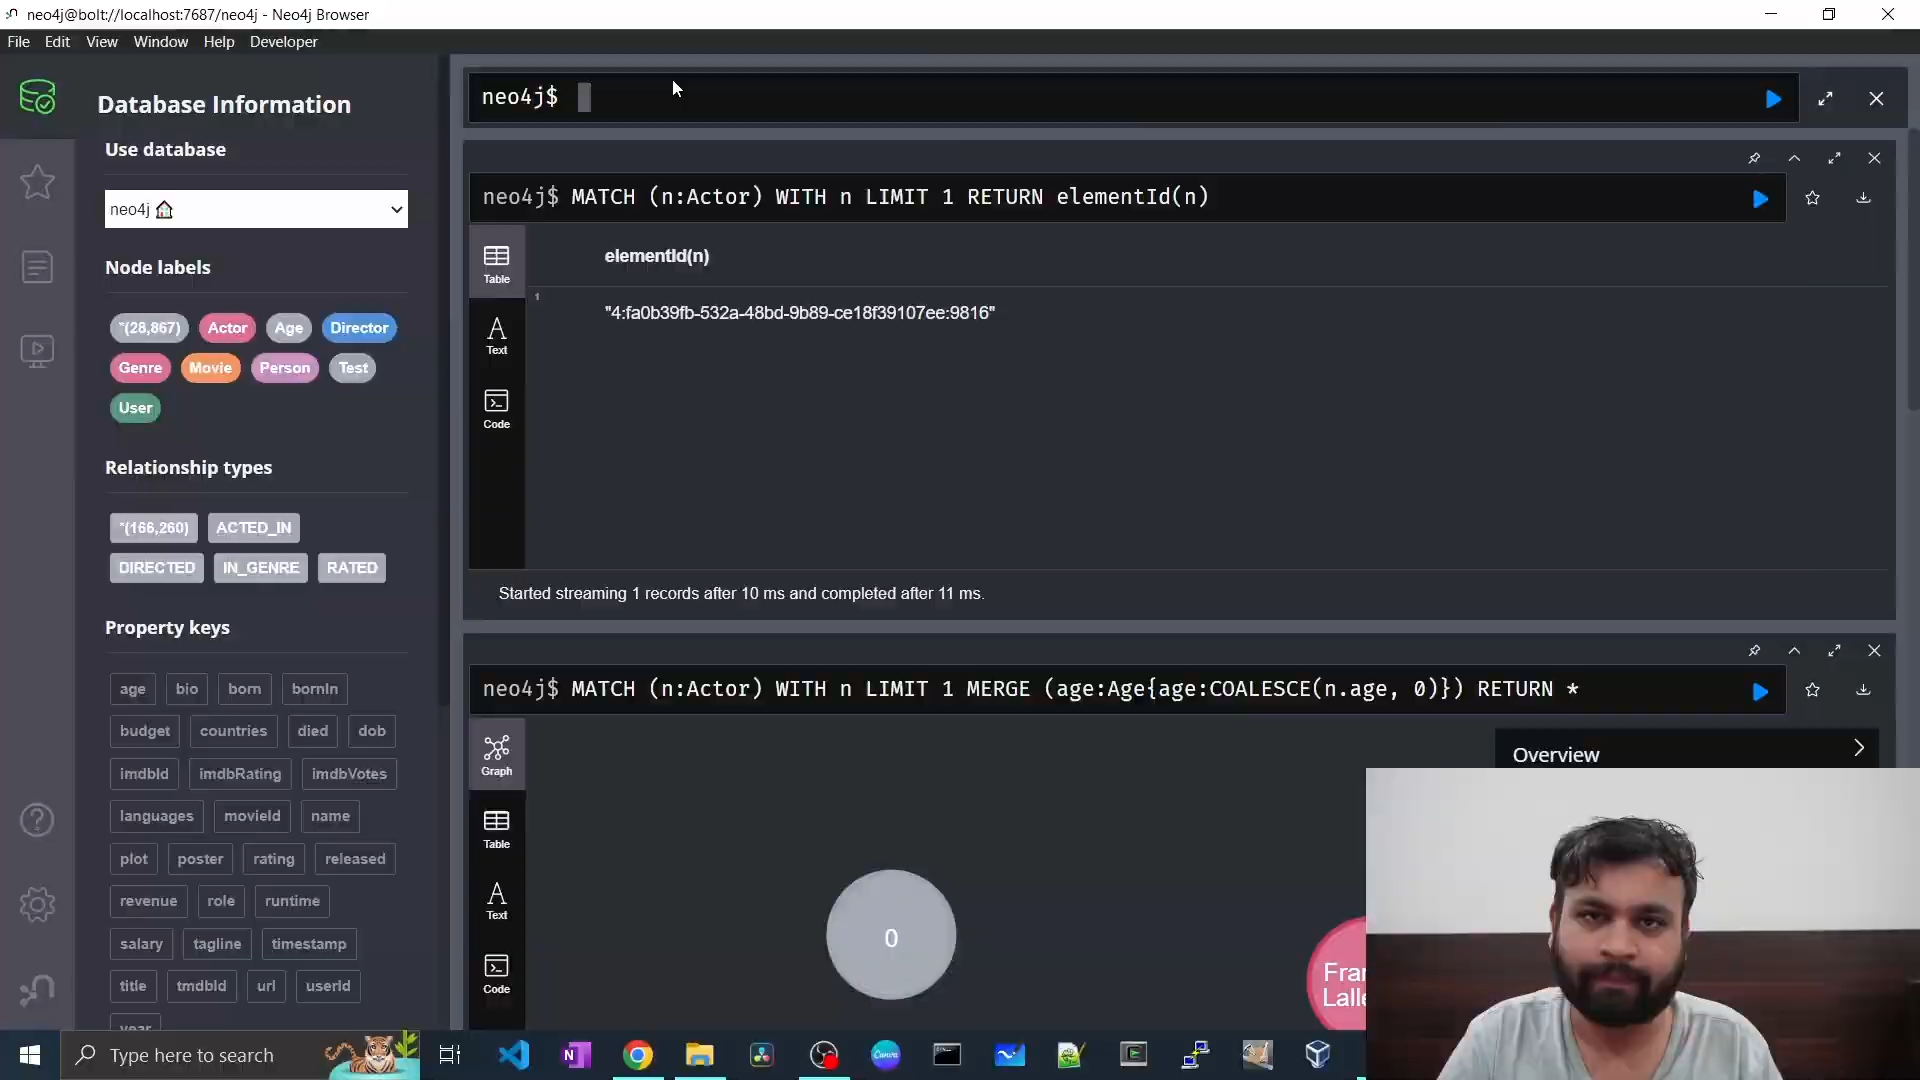 neo4j@bolt://localhost:7687/neo4j - Neo4j Browser
File Edit View Window Help Developer
Database Information
Use database
neo4j
Node labels
*(28,867) Actor Age Director
Genre Movie Person Test
User
Relationship types
*(166,260) ACTED_IN
DIRECTED IN_GENRE RATED
Property keys
age bio born bornIn
budget countries died dob
imdbId imdbRating imdbVotes
languages movieId name
plot poster rating released
revenue role runtime
salary tagline timestamp
title tmdbId url userId
year
neo4j$
neo4j$ MATCH (n:Actor) WITH n LIMIT 1 RETURN elementId(n)
Table
Text
Code
elementId(n)
1
"4:fa0b39fb-532a-48bd-9b89-ce18f39107ee:9816"
Started streaming 1 records after 10 ms and completed after 11 ms.
neo4j$ MATCH (n:Actor) WITH n LIMIT 1 MERGE (age:Age{age:COALESCE(n.age, 0)}) RETURN *
Graph
Table
Text
Code
Overview
0
Fran
Lalle
Type here to search